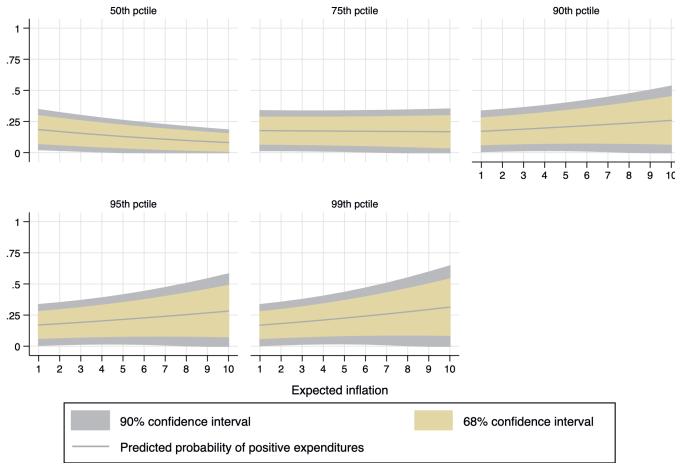 50th pctile
75th pctile
90th pctile
1
.75
.5
.25
0
1 2 3 4 5 6 7 8 9 10
95th pctile
99th pctile
1
.75
.5
.25
0
1 2 3 4 5 6 7 8 9 10
1 2 3 4 5 6 7 8 9 10
Expected inflation
90% confidence interval
68% confidence interval
Predicted probability of positive expenditures